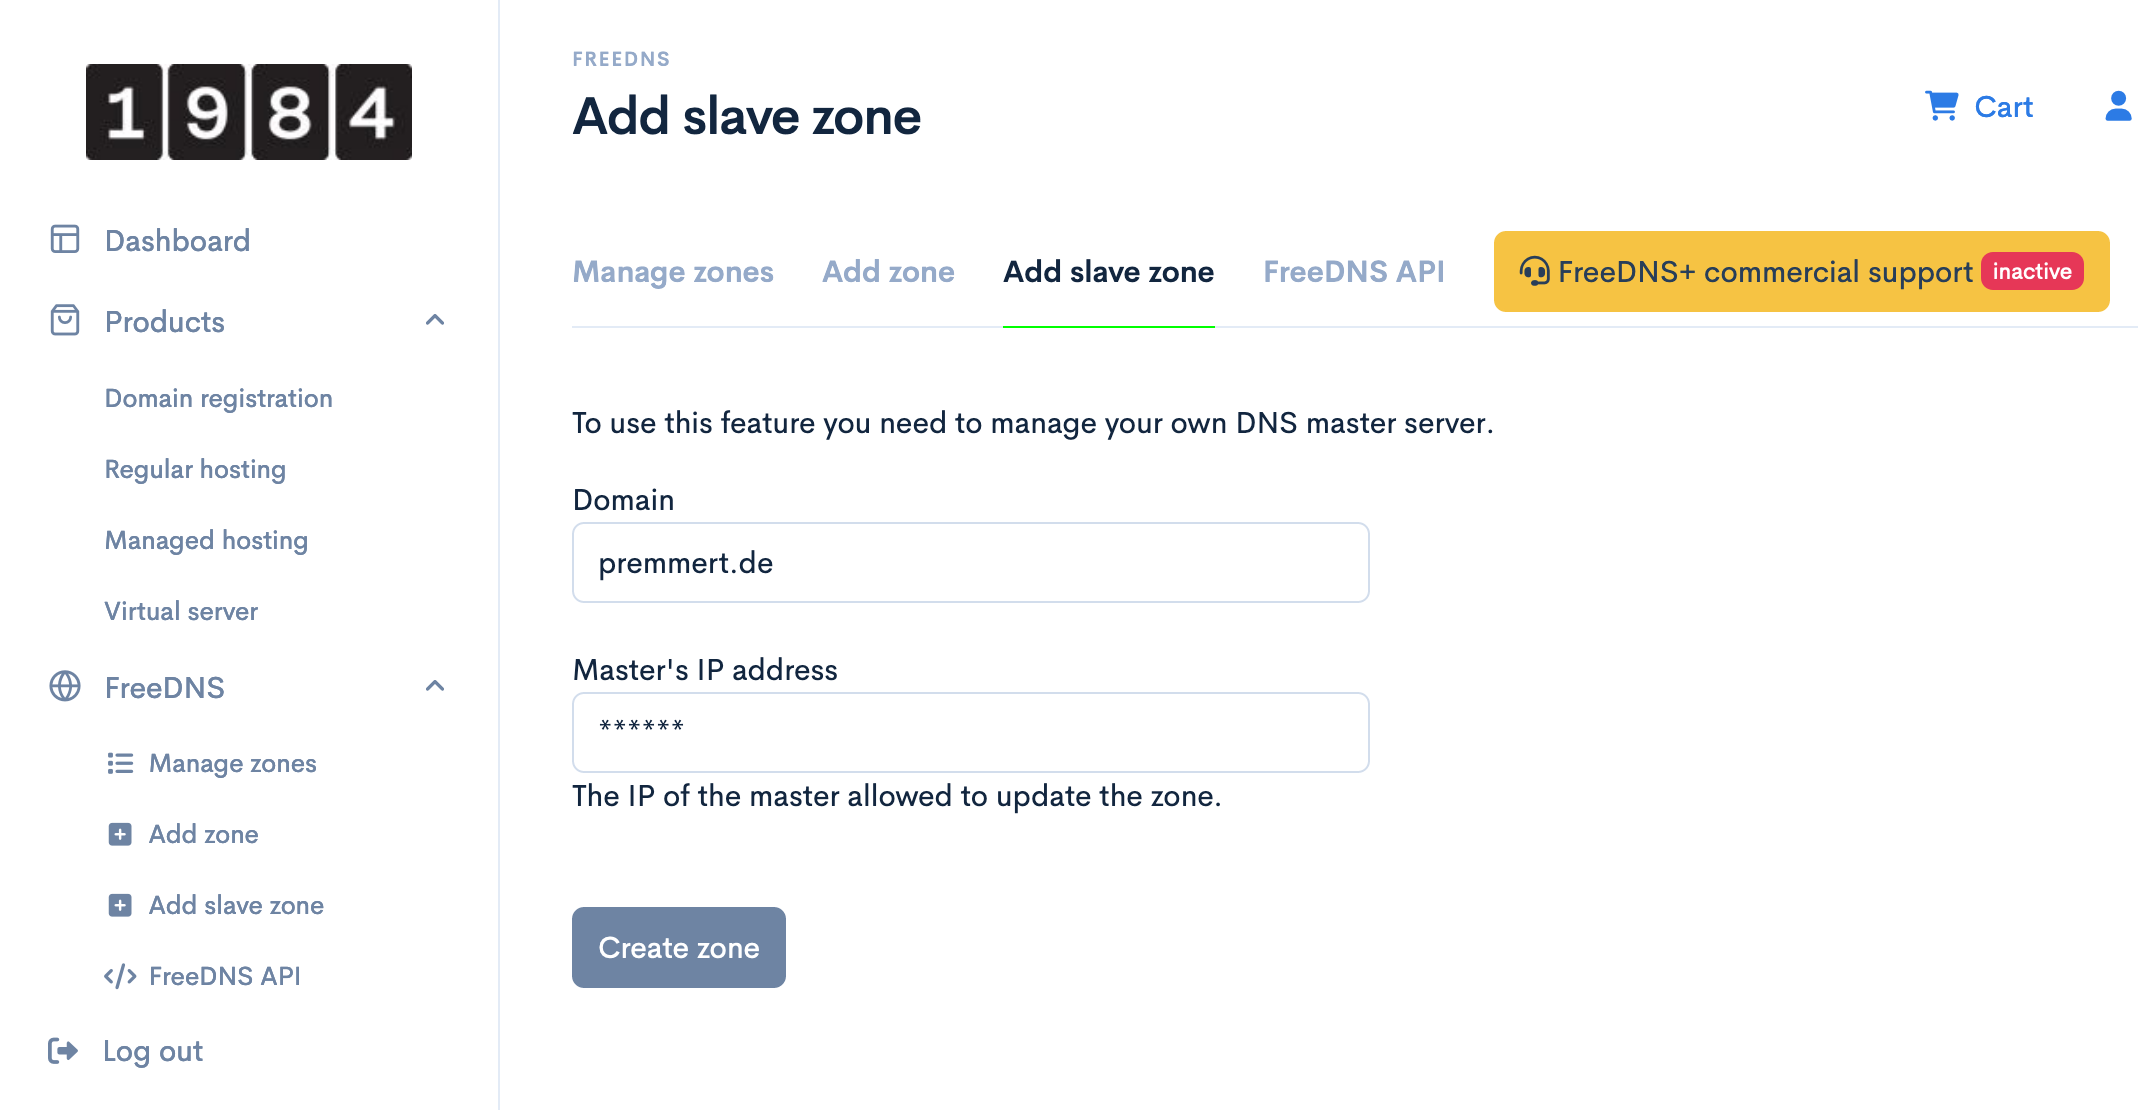 1984
Dashboard
Products
Domain registration
Regular hosting
Managed hosting
Virtual server
FreeDNS
Manage zones
Add zone
Add slave zone
FreeDNS API
Log out
FREEDNS
Add slave zone
Cart
Manage zones
Add zone
Add slave zone
FreeDNS API
FreeDNS+ commercial support inactive
To use this feature you need to manage your own DNS master server.
Domain
premmert.de
Master's IP address
******
The IP of the master allowed to update the zone.
Create zone